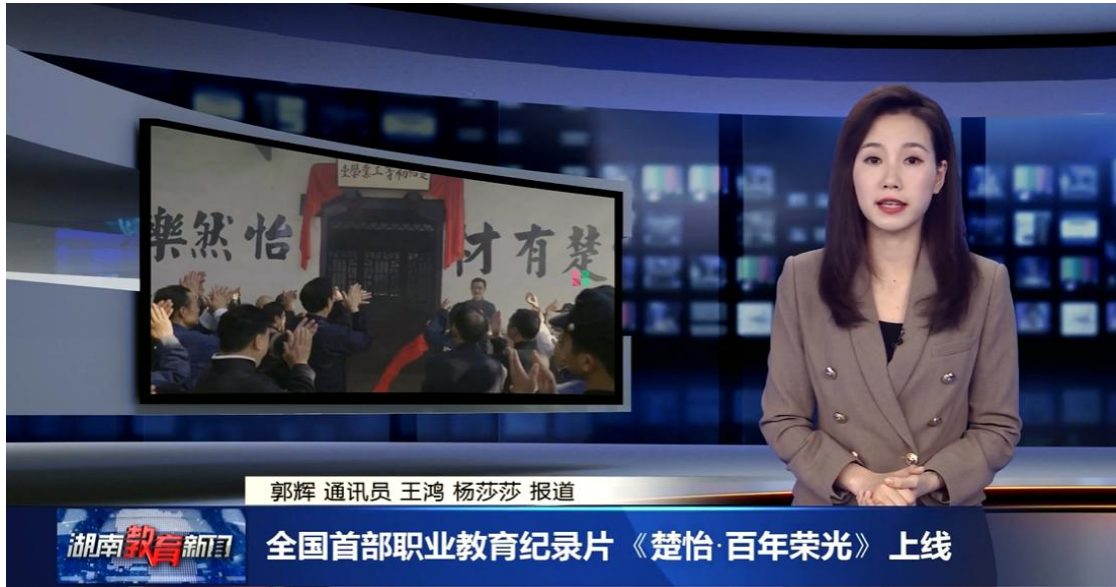 楚有才 怡然樂
郭辉 通讯员 王鸿 杨莎莎 报道
湖南教育新闻
全国首部职业教育纪录片《楚怡·百年荣光》上线